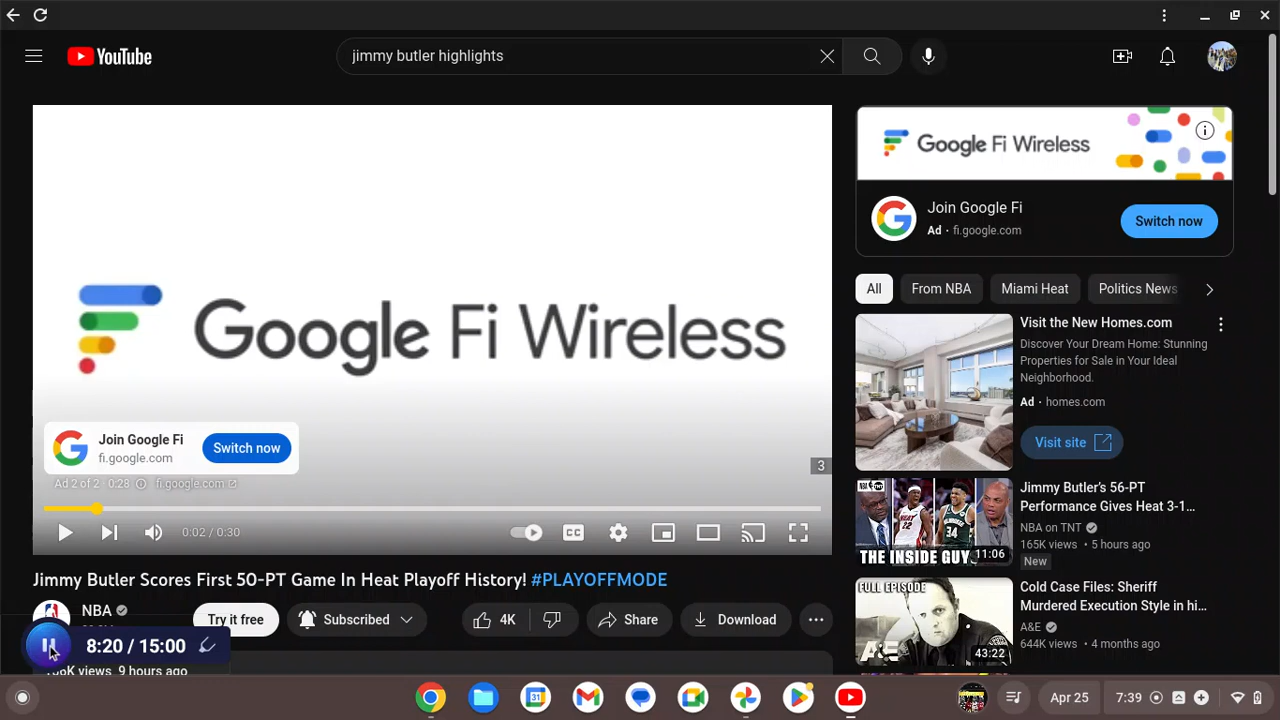 YouTube
jimmy butler highlights
Google Fi Wireless
Join Google Fi
fi.google.com
Switch now
Ad 2 of 2 · 0:28
fi.google.com
3
0:02 / 0:30
CC
Jimmy Butler Scores First 50-PT Game In Heat Playoff History! #PLAYOFFMODE
NBA
Try it free
Subscribed
4K
Share
Download
8:20 / 15:00
views 9 hours ago
Google Fi Wireless
Join Google Fi
Ad · fi.google.com
Switch now
All
From NBA
Miami Heat
Politics News
Visit the New Homes.com
Discover Your Dream Home: Stunning
Properties for Sale in Your Ideal
Neighborhood.
Ad · homes.com
Visit site
THE INSIDE GUY
11:06
Jimmy Butler's 56-PT
Performance Gives Heat 3-1...
NBA on TNT
165K views · 5 hours ago
New
FULL EPISODE
A&E
43:22
Cold Case Files: Sheriff
Murdered Execution Style in hi...
A&E
644K views · 4 months ago
31
Apr 25
7:39